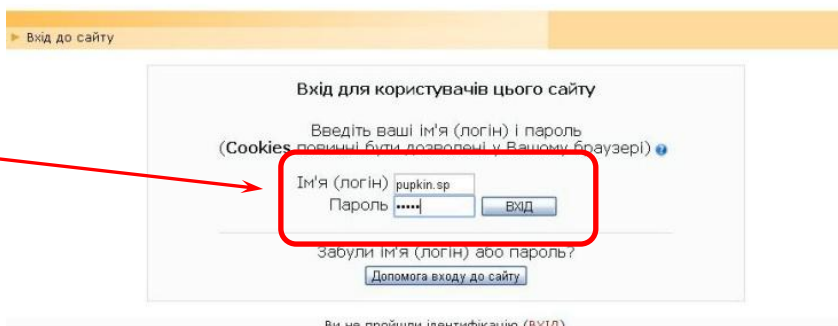 Вхід до сайту
Вхід для користувачів цього сайту
Введіть ваші ім'я (логін) і пароль
(Cookies повинні бути дозволені у Вашому браузері)
Ім'я (логін) pupkin.sp
Пароль •••••
ВХІД
Забули ім'я (логін) або пароль?
Допомога входу до сайту
Ви не пройшли ідентифікацію (ВХІД)